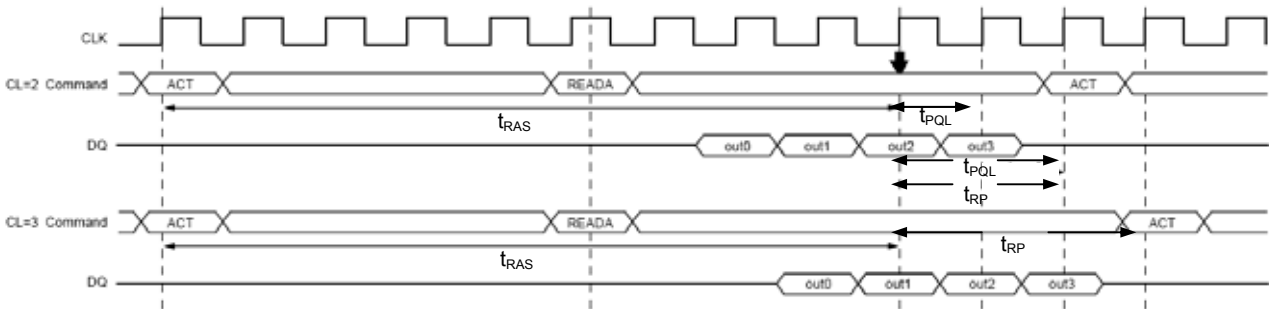 CLK
CL=2 Command ACT READA ACT
tRAS tPQL
DQ out0 out1 out2 out3
tPQL
tRP
CL=3 Command ACT READA ACT
tRAS tRP
DQ out0 out1 out2 out3